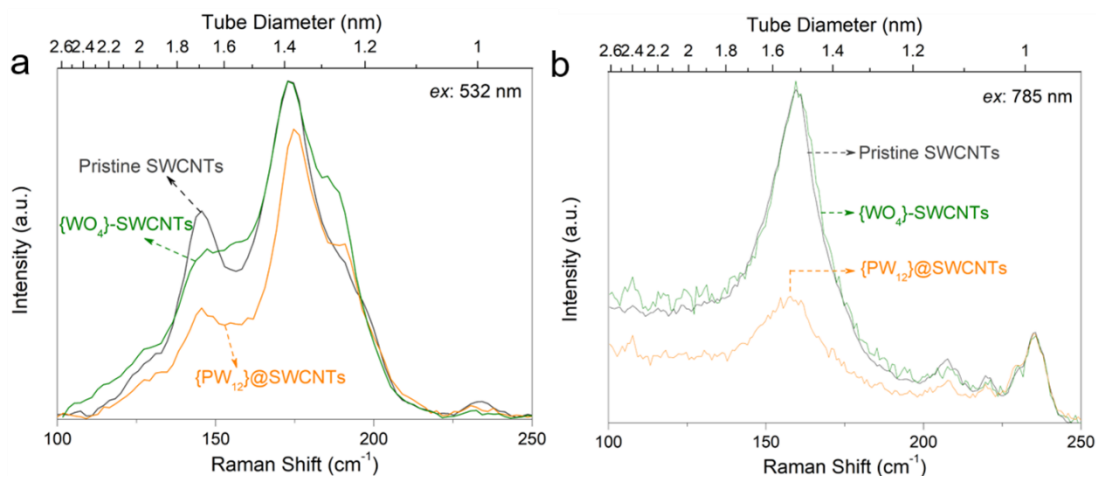 Tube Diameter (nm)
2.6 2.4 2.2 2 1.8 1.6 1.4 1.2 1
a
ex: 532 nm
Pristine SWCNTs
{WO₄}-SWCNTs
{PW₁₂}@SWCNTs
Intensity (a.u.)
100 150 200 250
Raman Shift (cm⁻¹)
Tube Diameter (nm)
2.6 2.4 2.2 2 1.8 1.6 1.4 1.2 1
b
ex: 785 nm
Pristine SWCNTs
{WO₄}-SWCNTs
{PW₁₂}@SWCNTs
Intensity (a.u.)
100 150 200 250
Raman Shift (cm⁻¹)